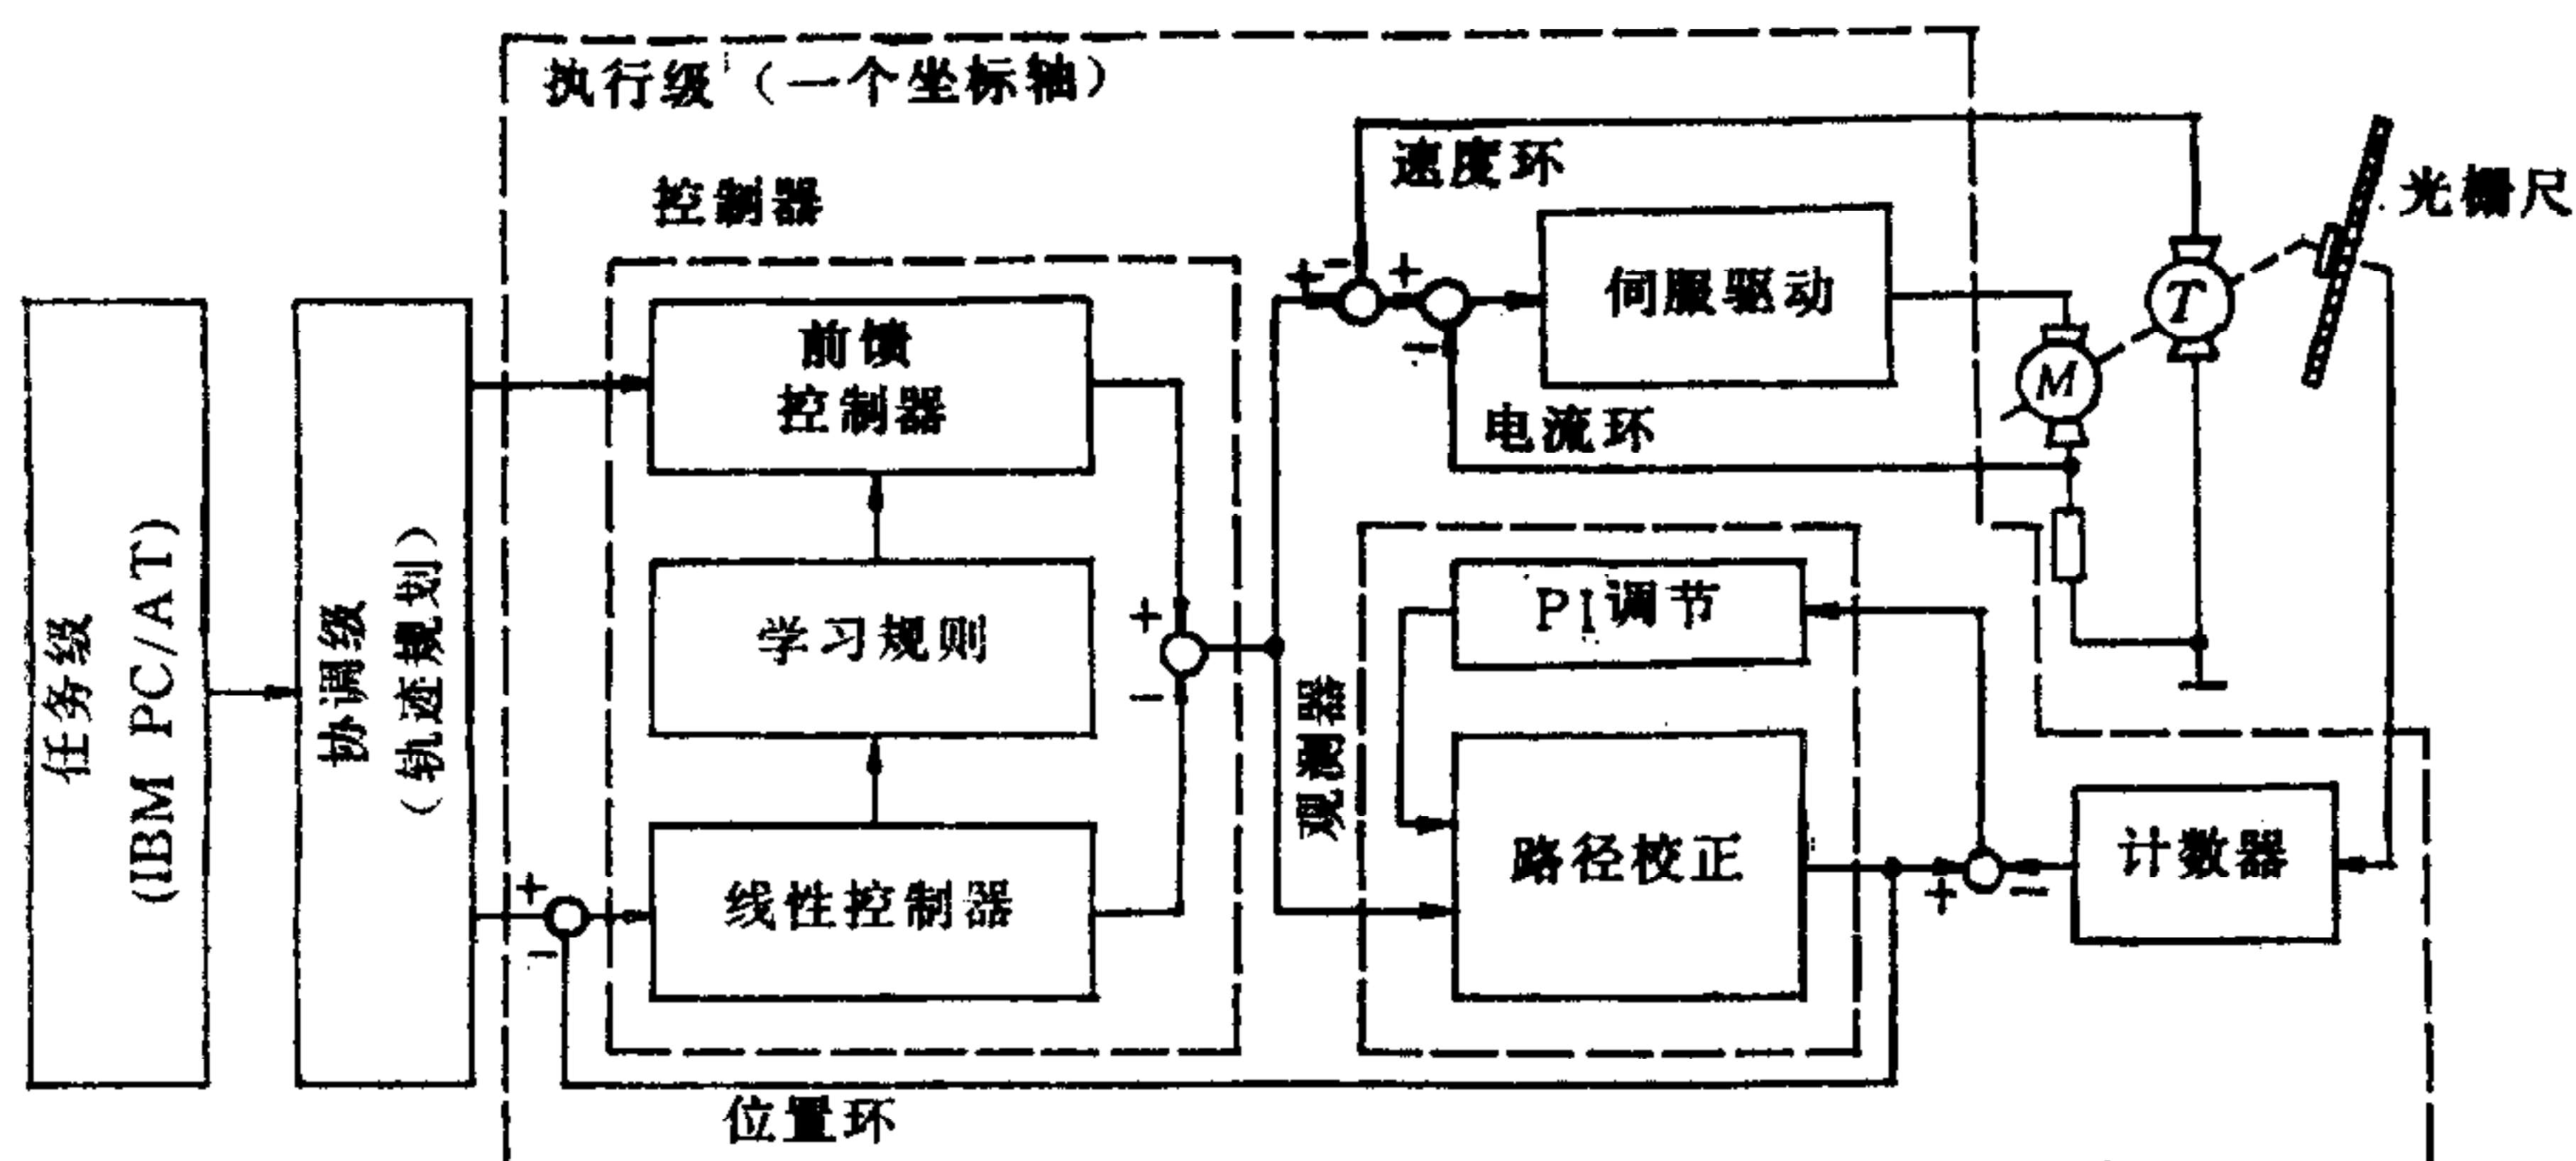 执行级（一个坐标轴）
速度环
光栅尺
控制器
+
-
+
伺服驱动
T
-
前馈
控制器
M
电流环
任务级
(IBM PC/AT)
协调级
（轨迹规划）
学习规则
+
-
PI调节
观测器
路径校正
计数器
+
-
线性控制器
+
-
位置环